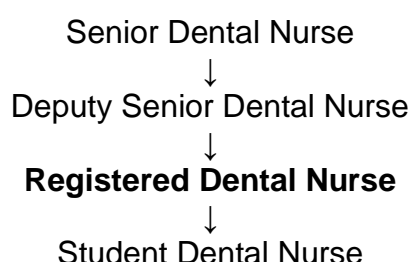 Senior Dental Nurse
↓
Deputy Senior Dental Nurse
↓
Registered Dental Nurse
↓
Student Dental Nurse